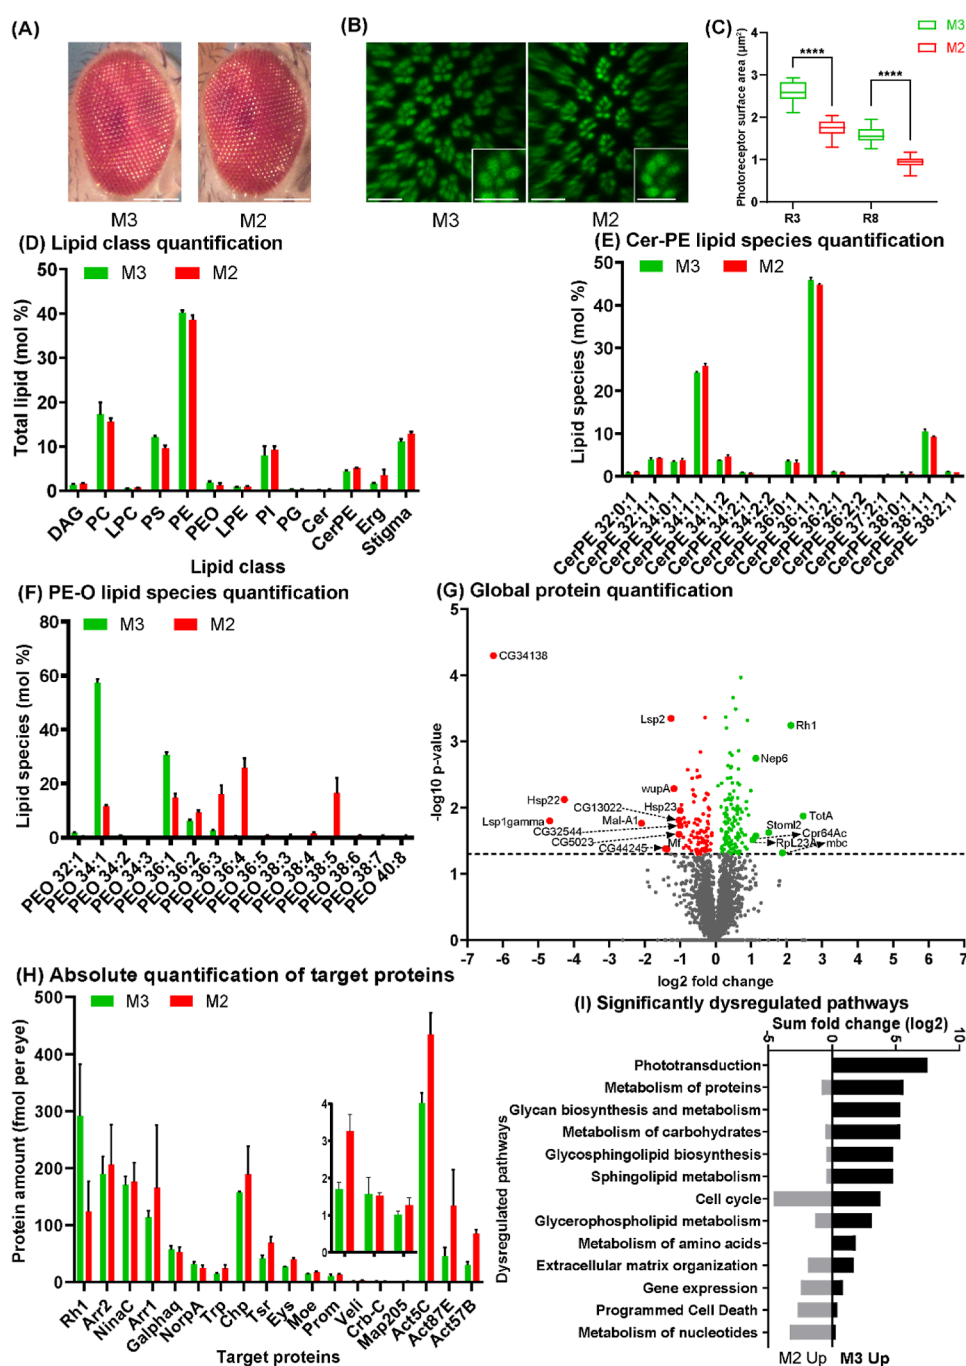 (A)
M3
M2
(B)
M3
M2
(C)
M3
M2
Photoreceptor surface area (µm²)
4
3
2
1
0
****
****
R3
R8
(D) Lipid class quantification
M3
M2
Total lipid (mol %)
50
40
30
20
10
0
DAG
PC
LPC
PS
PE
PEO
LPE
PI
PG
Cer
CerPE
Erg
Stigma
Lipid class
(E) Cer-PE lipid species quantification
M3
M2
Lipid species (mol %)
50
40
30
20
10
0
CerPE 32:0;1
CerPE 32:1;1
CerPE 34:0;1
CerPE 34:1;1
CerPE 34:1;2
CerPE 34:2;1
CerPE 34:2;2
CerPE 36:0;1
CerPE 36:1;1
CerPE 36:2;1
CerPE 36:2;2
CerPE 37:2;1
CerPE 38:0;1
CerPE 38:1;1
CerPE 38:2;1
(F) PE-O lipid species quantification
M3
M2
Lipid species (mol %)
80
60
40
20
0
PEO 32:1
PEO 34:1
PEO 34:2
PEO 34:3
PEO 36:1
PEO 36:2
PEO 36:3
PEO 36:4
PEO 36:5
PEO 38:3
PEO 38:4
PEO 38:5
PEO 38:6
PEO 38:7
PEO 40:8
(G) Global protein quantification
-log10 p-value
5
4
3
2
1
0
CG34138
Lsp2
Rh1
Nep6
wupA
Hsp22
Hsp23
CG13022
Lsp1gamma
Mal-A1
CG32544
CG5023
Mf
CG44245
TotA
Stoml2
Cpr64Ac
RpL23A
mbc
-7 -6 -5 -4 -3 -2 -1 0 1 2 3 4 5 6 7
log2 fold change
(H) Absolute quantification of target proteins
M3
M2
Protein amount (fmol per eye)
500
400
300
200
100
0
4
3
2
1
0
Rh1
Arr2
NinaC
Arr1
Galphaq
NorpA
Trp
Chp
Tsr
Eys
Moe
Prom
Veli
Crb-C
Map205
Act5C
Act87E
Act57B
Target proteins
(I) Significantly dysregulated pathways
Sum fold change (log2)
-5 0 5 10
Dysregulated pathways
Phototransduction
Metabolism of proteins
Glycan biosynthesis and metabolism
Metabolism of carbohydrates
Glycosphingolipid biosynthesis
Sphingolipid metabolism
Cell cycle
Glycerophospholipid metabolism
Metabolism of amino acids
Extracellular matrix organization
Gene expression
Programmed Cell Death
Metabolism of nucleotides
M2 Up
M3 Up